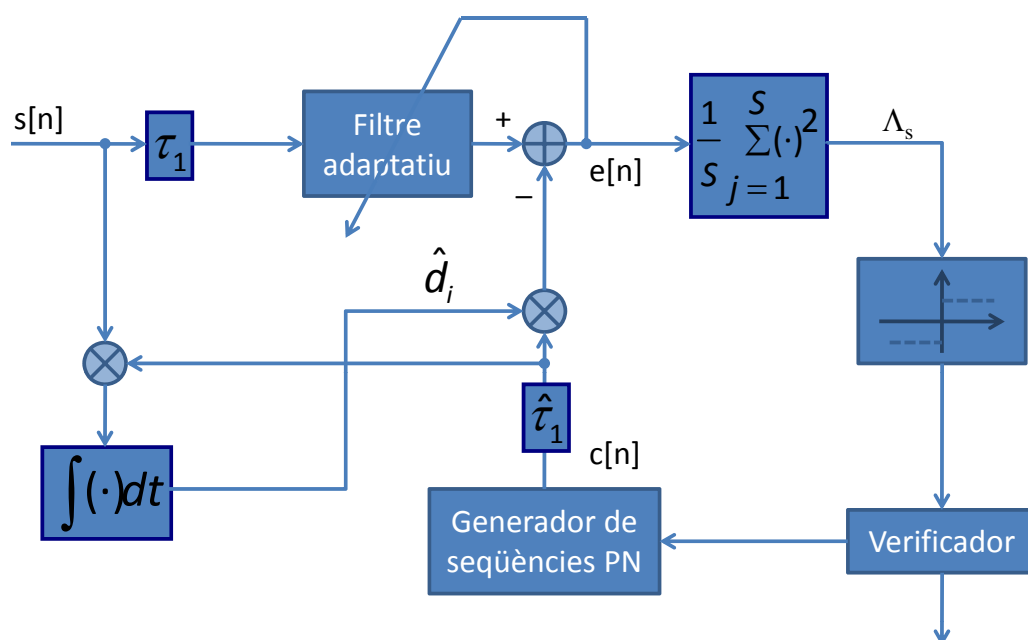 s[n]
τ₁
Filtre
adaptatiu
+
−
e[n]
1/S S∑j=1 (·)²
Λₛ
d̂ᵢ
∫(·)dt
τ̂₁
c[n]
Generador de
seqüències PN
Verificador